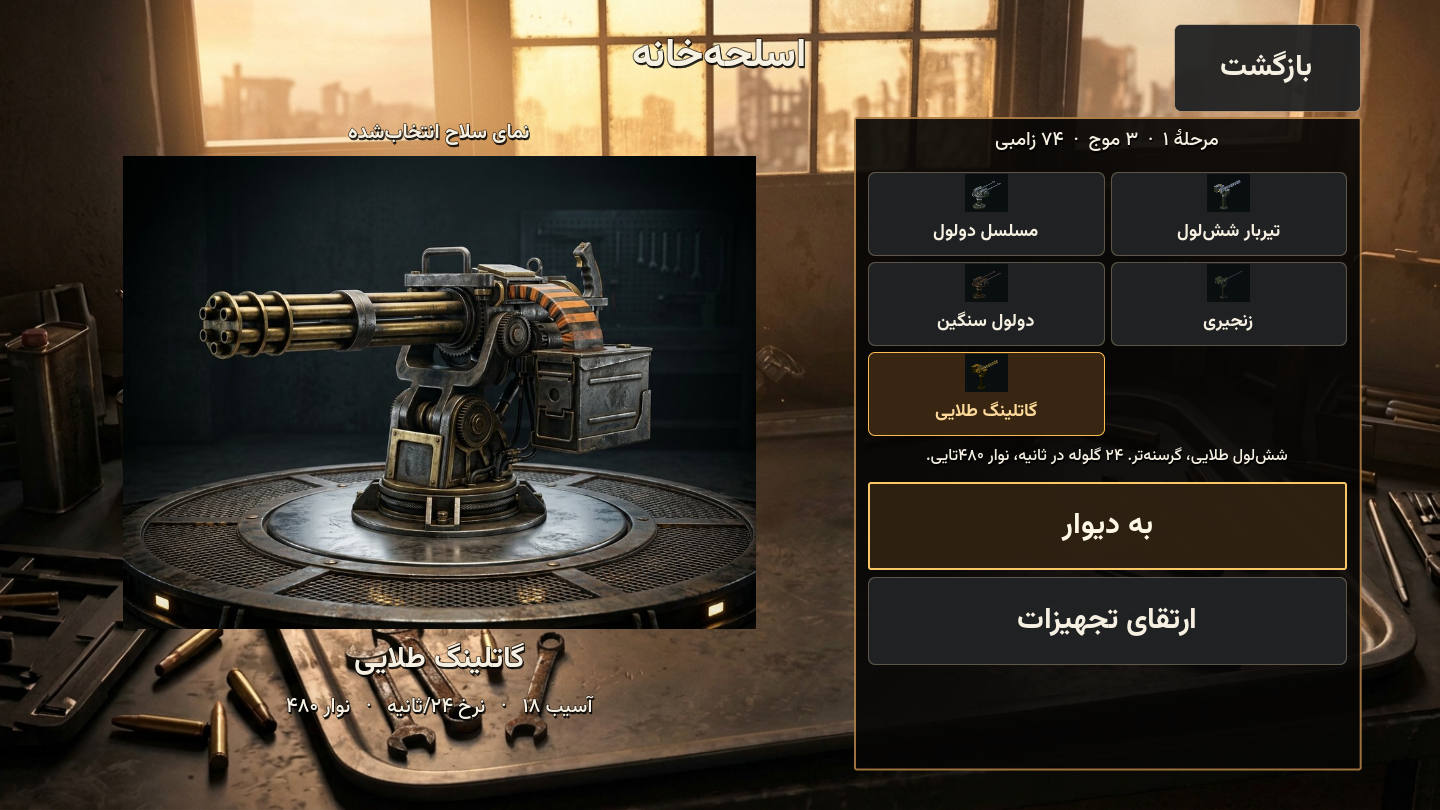 بازگشت
اسلحه‌خانه
مرحلهٔ ۱ · ۳ موج · ۷۴ زامبی
تیربار شش‌لول
مسلسل دولول
زنجیری
دولول سنگین
گاتلینگ طلایی
شش‌لول طلایی، گرسنه‌تر. ۲۴ گلوله در ثانیه، نوار ۴۸۰تایی.
به دیوار
ارتقای تجهیزات
نمای سلاح انتخاب‌شده
گاتلینگ طلایی
آسیب ۱۸ · نرخ ۲۴/ثانیه · نوار ۴۸۰